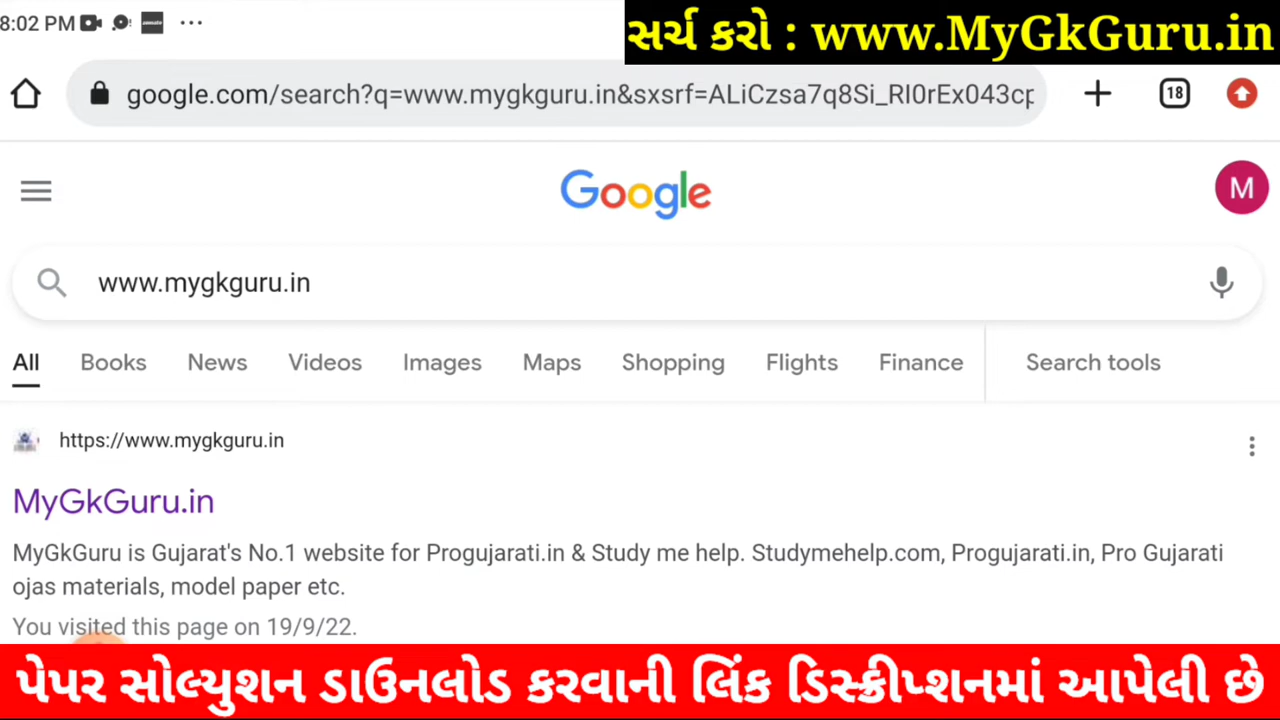 8:02 PM
સર્ચ કરો : www.MyGkGuru.in
google.com/search?q=www.mygkguru.in&sxsrf=ALiCzsa7q8Si_RI0rEx043cp
18
Google
M
www.mygkguru.in
All Books News Videos Images Maps Shopping Flights Finance Search tools
https://www.mygkguru.in
MyGkGuru.in
MyGkGuru is Gujarat's No.1 website for Progujarati.in & Study me help. Studymehelp.com, Progujarati.in, Pro Gujarati
ojas materials, model paper etc.
You visited this page on 19/9/22.
પેપર સોલ્યુશન ડાઉનલોડ કરવાની લિંક ડિસ્ક્રીપ્શનમાં આપેલી છે